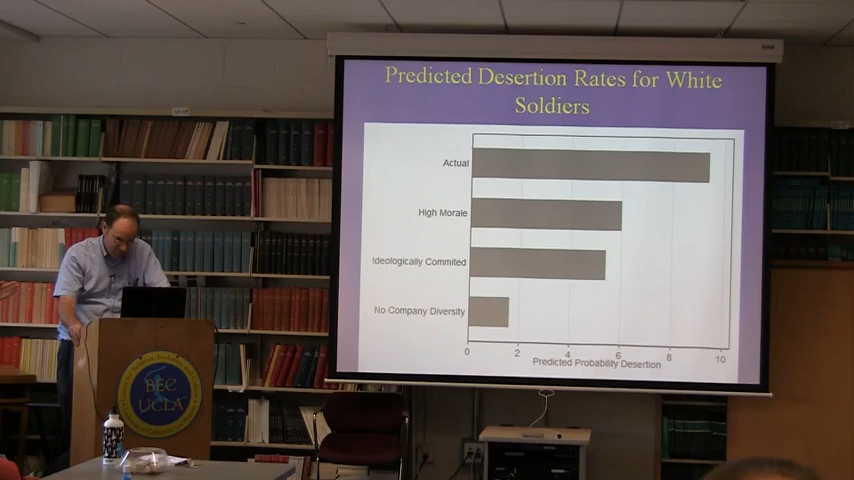 Predicted Desertion Rates for White
Soldiers
Actual
High Morale
Ideologically Commited
No Company Diversity
0
2
4
6
8
10
Predicted Probability Desertion
BEC
UCLA